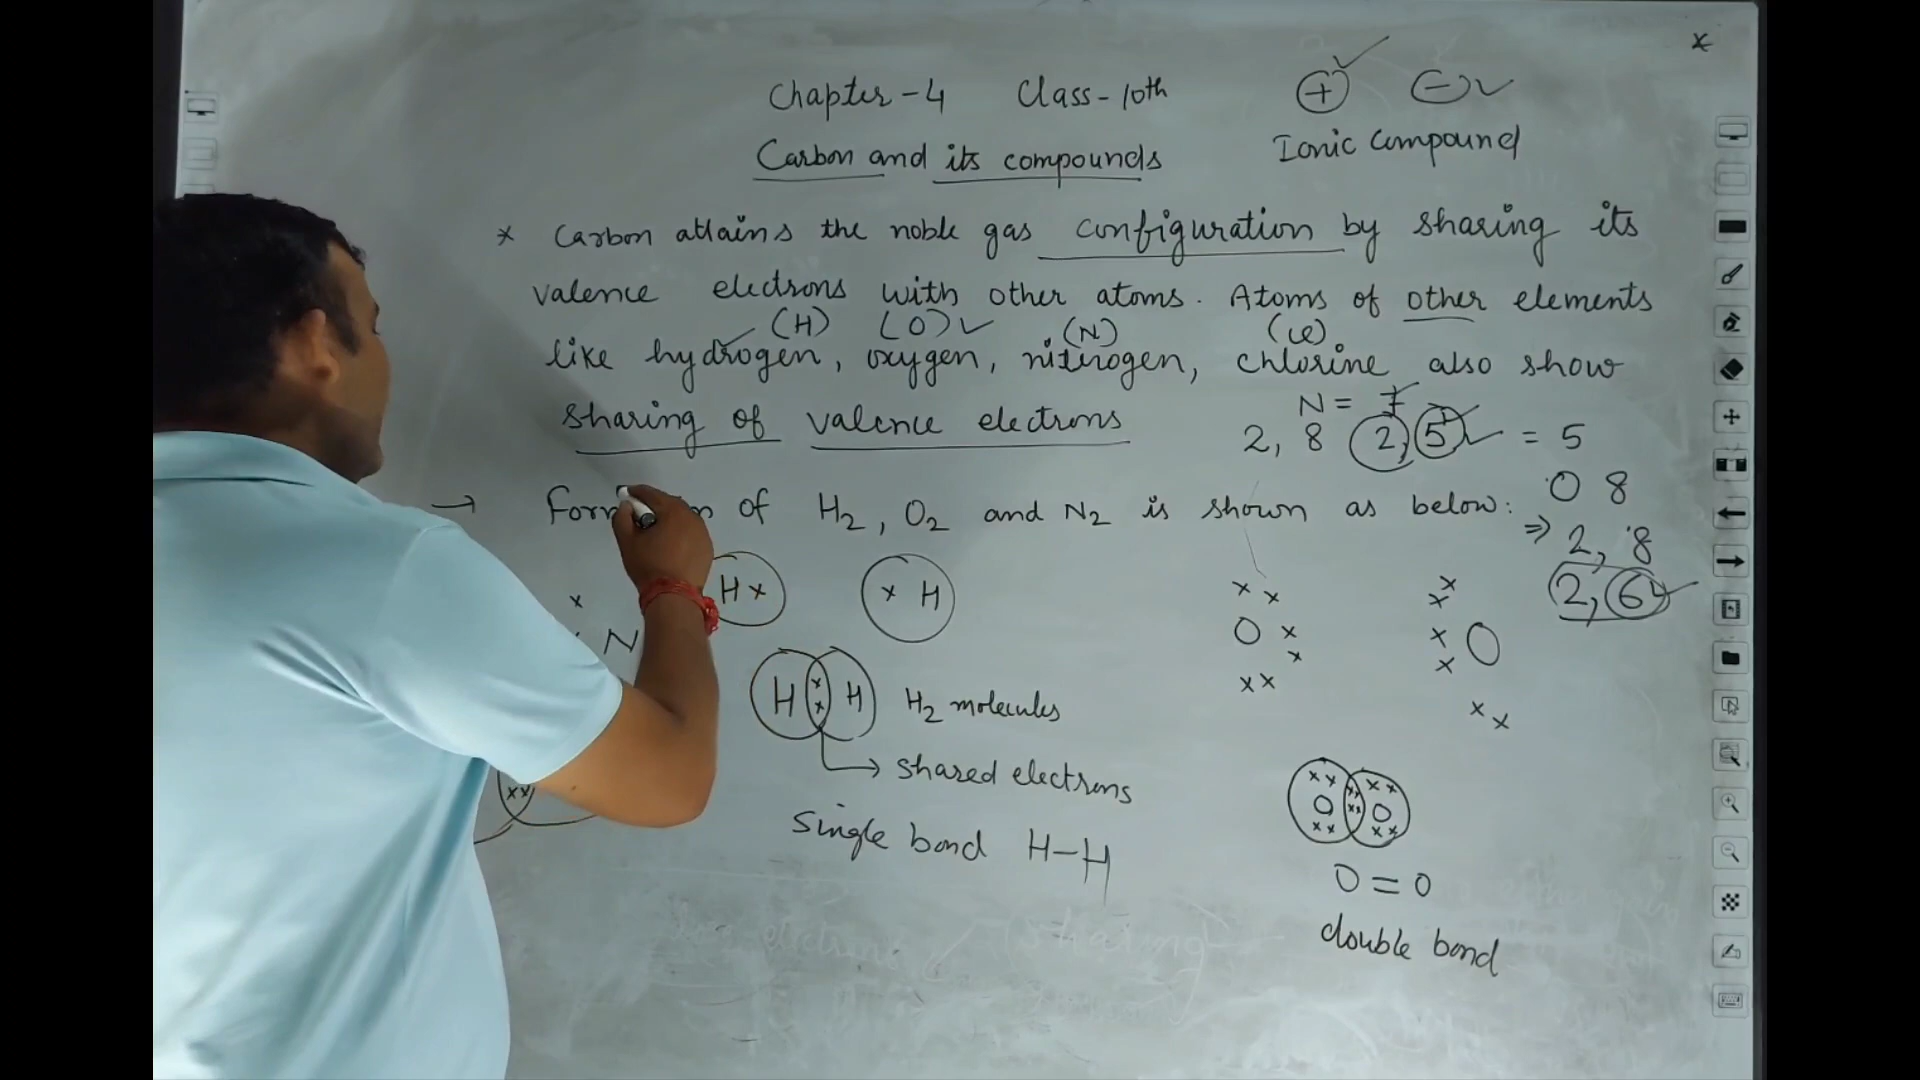 Chapter-4 Class-10th
+ -
Carbon and its compounds
Ionic Compound
* Carbon attains the noble gas configuration by sharing its
valence electrons with other atoms. Atoms of other elements
(H) (O) (N) (Cl)
like hydrogen, oxygen, nitrogen, chlorine also show
N = 7
sharing of valence electrons
2, 8 2, 5 = 5
O 8
→ of H2, O2 and N2 is shown as below:
⇒ 2, 8
2, 6
H x x H
x N
x x O x x x x
x x x x O x x
H x x H H2 molecules
→ shared electrons
x x
x x O x x x x x x O x x
Single bond H-H
O = O
double bond